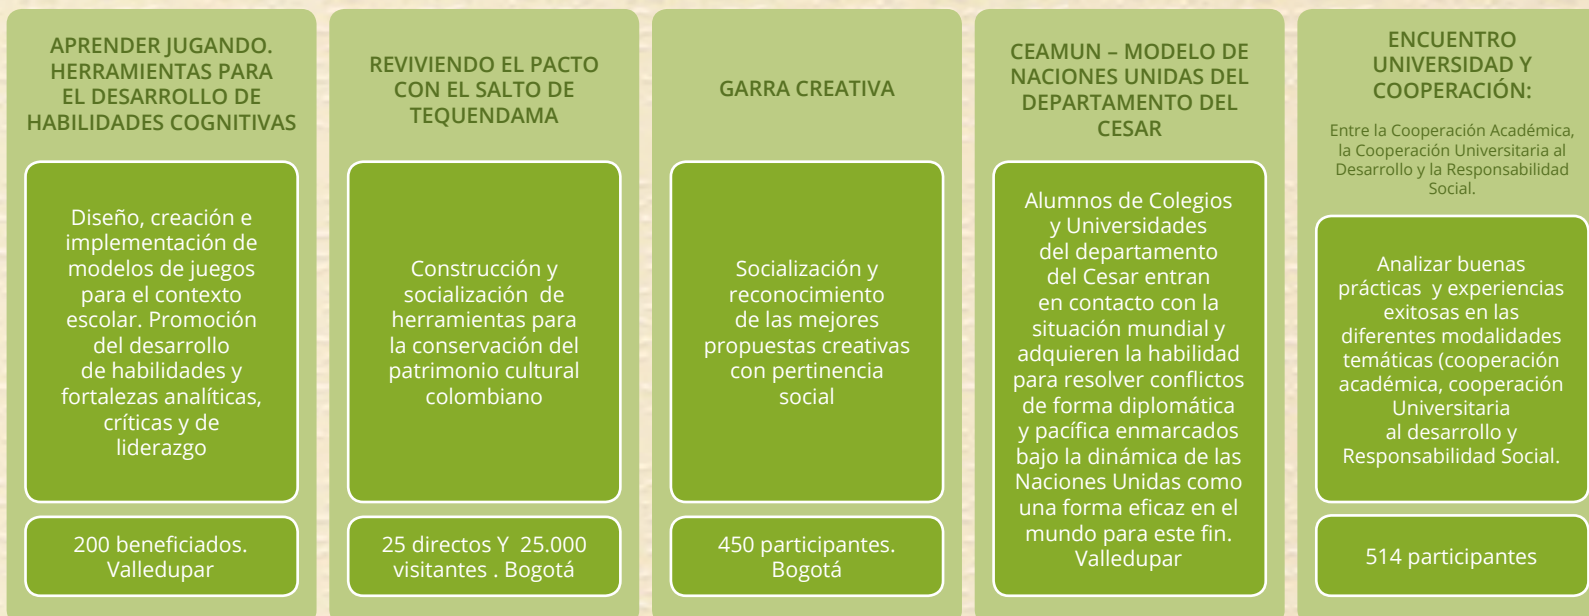 APRENDER JUGANDO.
HERRAMIENTAS PARA
EL DESARROLLO DE
HABILIDADES COGNITIVAS
Diseño, creación e
implementación de
modelos de juegos
para el contexto
escolar. Promoción
del desarrollo
de habilidades y
fortalezas analíticas,
críticas y de
liderazgo
200 beneficiados.
Valledupar
REVIVIENDO EL PACTO
CON EL SALTO DE
TEQUENDAMA
Construcción y
socialización de
herramientas para
la conservación del
patrimonio cultural
colombiano
25 directos Y 25.000
visitantes . Bogotá
GARRA CREATIVA
Socialización y
reconocimiento
de las mejores
propuestas creativas
con pertinencia
social
450 participantes.
Bogotá
CEAMUN – MODELO DE
NACIONES UNIDAS DEL
DEPARTAMENTO DEL
CESAR
Alumnos de Colegios
y Universidades
del departamento
del Cesar entran
en contacto con la
situación mundial y
adquieren la habilidad
para resolver conflictos
de forma diplomática
y pacífica enmarcados
bajo la dinámica de las
Naciones Unidas como
una forma eficaz en el
mundo para este fin.
Valledupar
ENCUENTRO
UNIVERSIDAD Y
COOPERACIÓN:
Entre la Cooperación Académica,
la Cooperación Universitaria al
Desarrollo y la Responsabilidad
Social.
Analizar buenas
prácticas y experiencias
exitosas en las
diferentes modalidades
temáticas (cooperación
académica, cooperación
Universitaria
al desarrollo y
Responsabilidad Social.
514 participantes